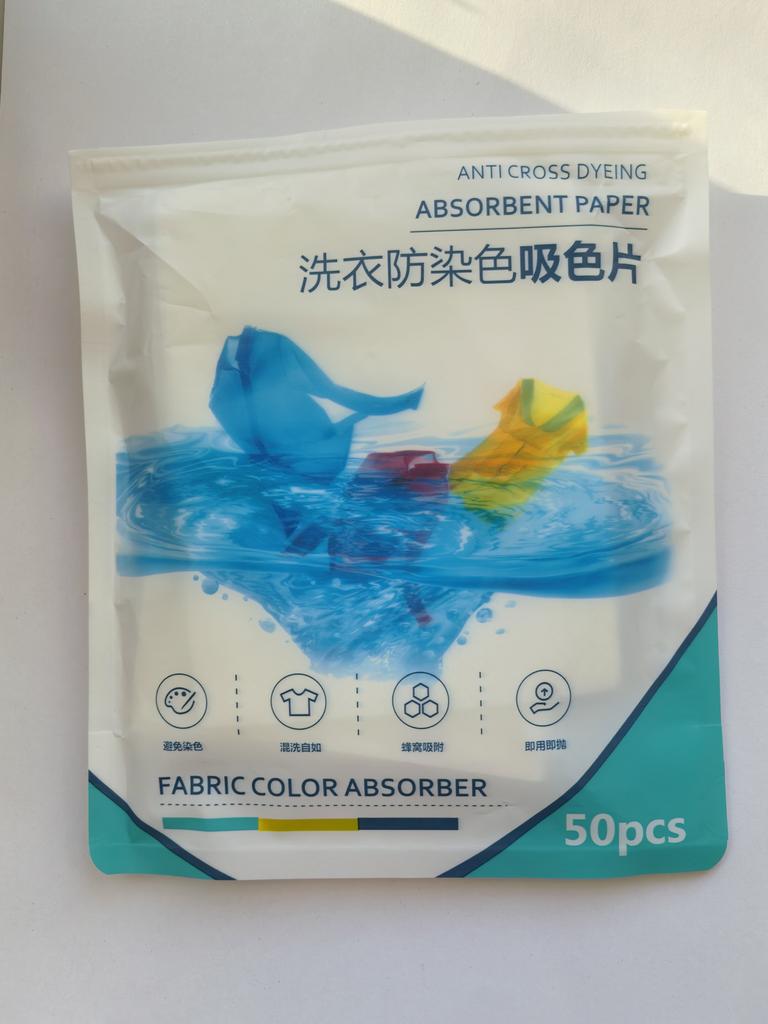 ANTI CROSS DYEING
ABSORBENT PAPER
洗衣防染色吸色片
避免染色
混洗自如
蜂窝吸附
即用即抛
FABRIC COLOR ABSORBER
50pcs